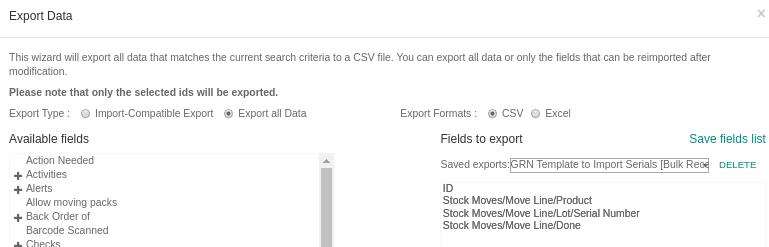 Export Data
×
This wizard will export all data that matches the current search criteria to a CSV file. You can export all data or only the fields that can be reimported after
modification.
Please note that only the selected ids will be exported.
Export Type : Import-Compatible Export Export all Data Export Formats : CSV Excel
Available fields
Action Needed
Activities
Alerts
Allow moving packs
Back Order of
Barcode Scanned
Checks
Fields to export Save fields list
Saved exports: GRN Template to Import Serials [Bulk DELETE
ID
Stock Moves/Move Line/Product
Stock Moves/Move Line/Lot/Serial Number
Stock Moves/Move Line/Done